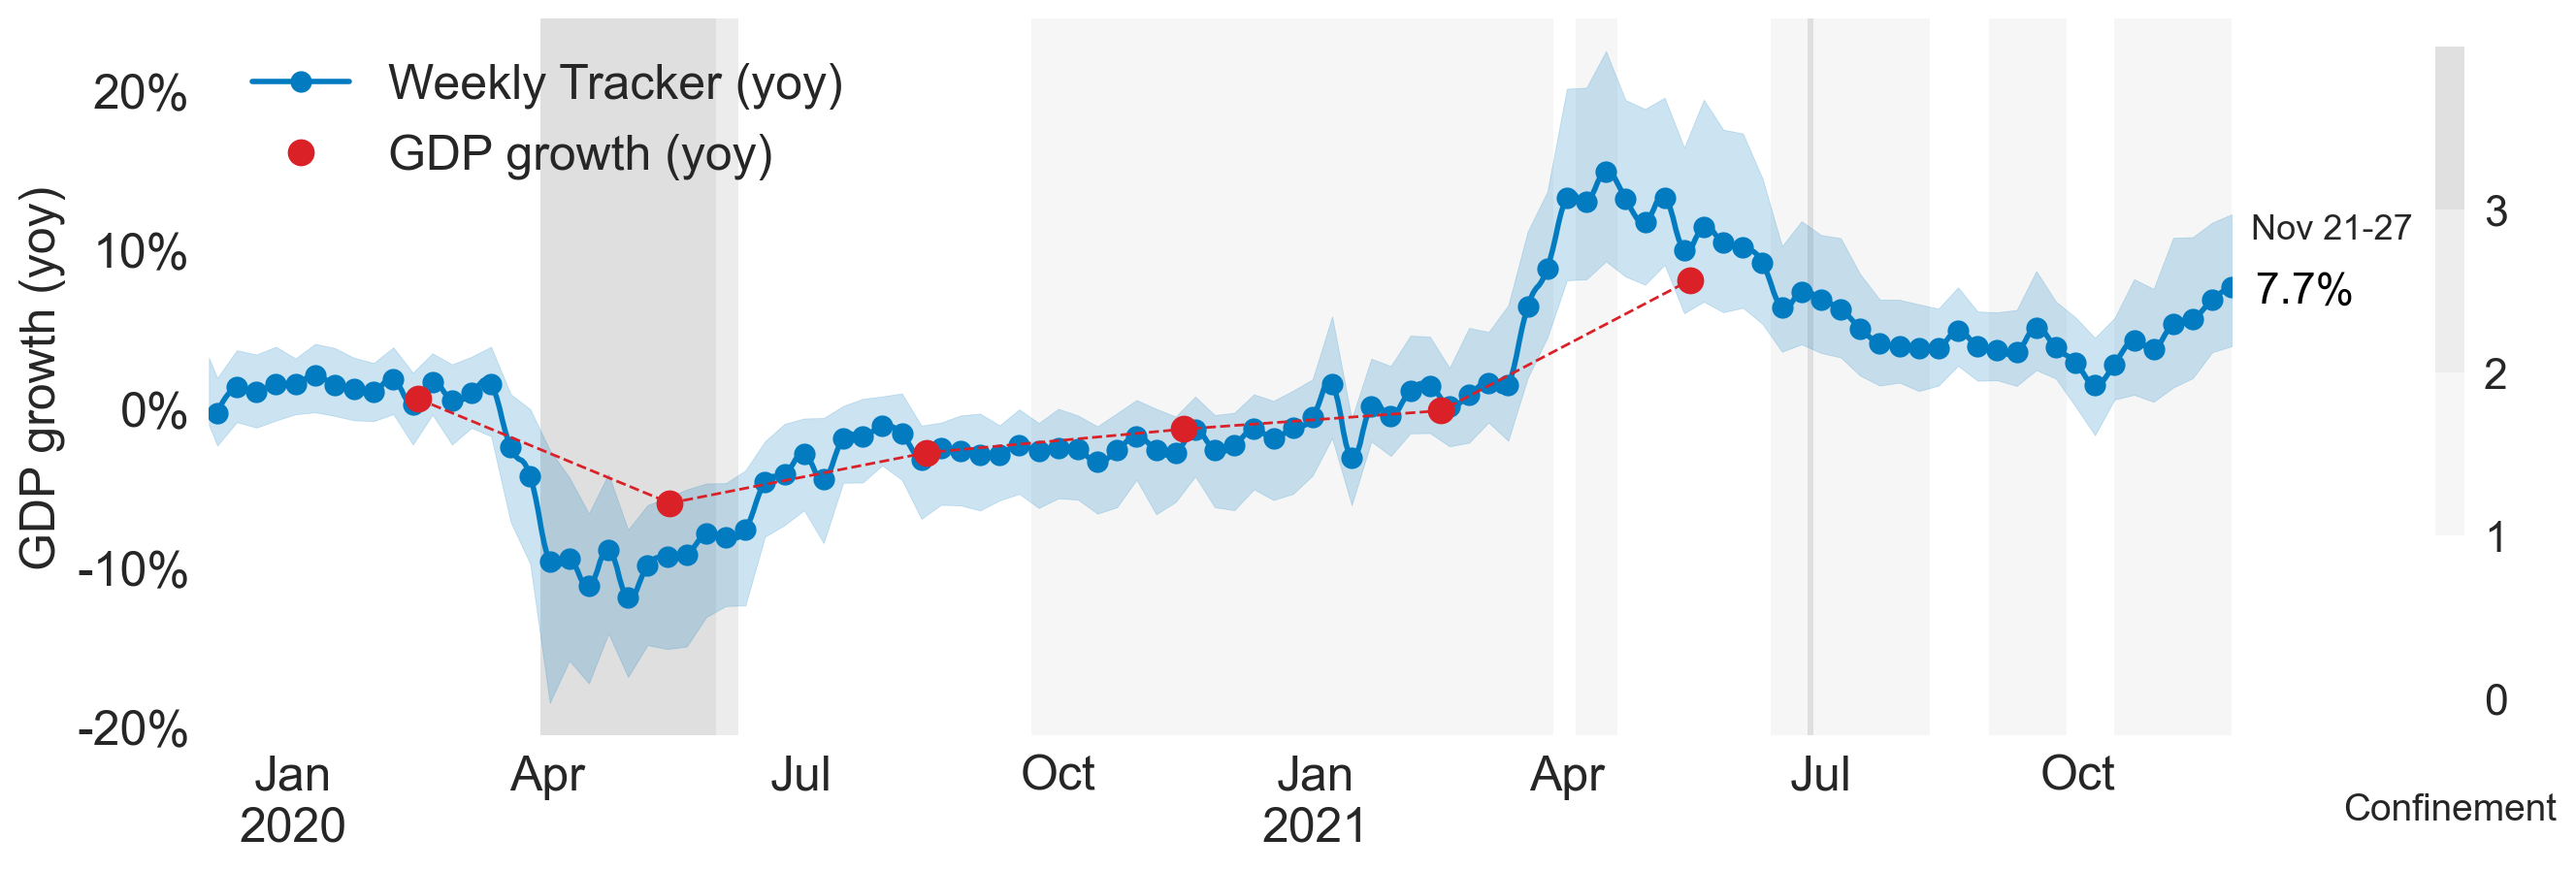 Weekly Tracker (yoy)
GDP growth (yoy)
GDP growth (yoy)
20%
10%
0%
-10%
-20%
Jan
2020
Apr
Jul
Oct
Jan
2021
Apr
Jul
Oct
Nov 21-27
7.7%
3
2
1
0
Confinement